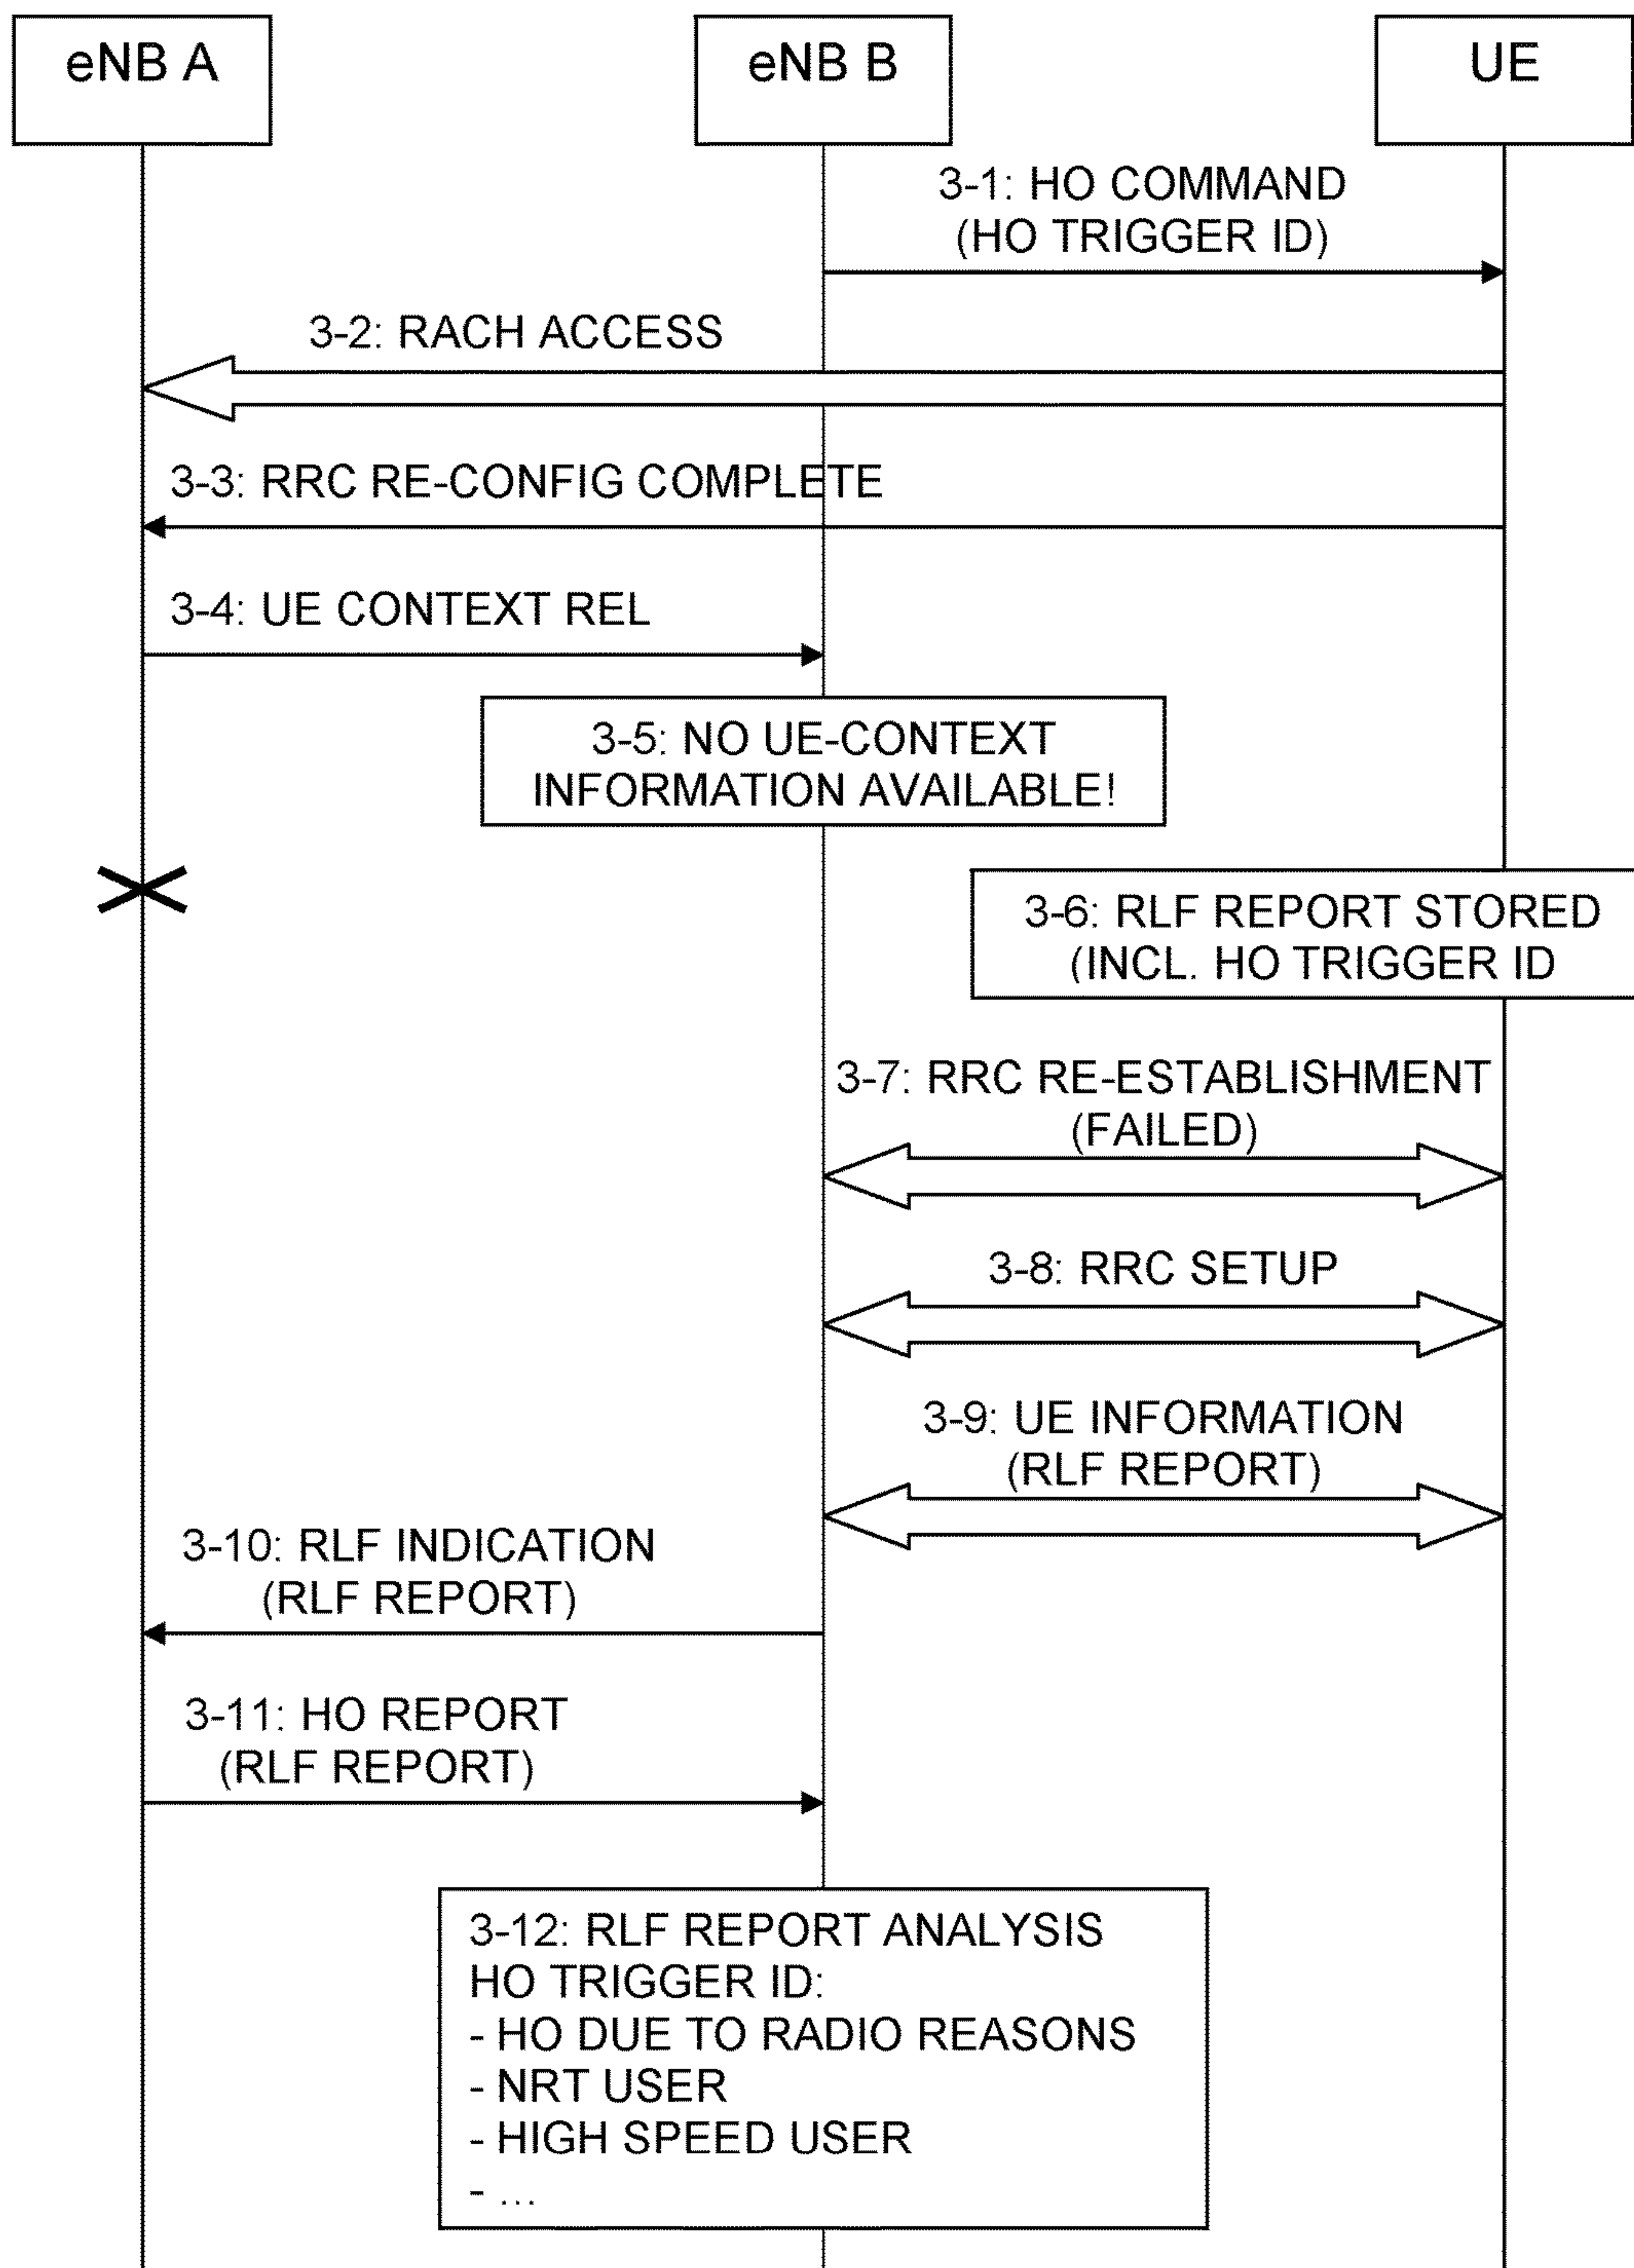 eNB A
eNB B
UE
3-1: HO COMMAND
(HO TRIGGER ID)
3-2: RACH ACCESS
3-3: RRC RE-CONFIG COMPLETE
3-4: UE CONTEXT REL
3-5: NO UE-CONTEXT
INFORMATION AVAILABLE!
3-6: RLF REPORT STORED
(INCL. HO TRIGGER ID
3-7: RRC RE-ESTABLISHMENT
(FAILED)
3-8: RRC SETUP
3-9: UE INFORMATION
(RLF REPORT)
3-10: RLF INDICATION
(RLF REPORT)
3-11: HO REPORT
(RLF REPORT)
3-12: RLF REPORT ANALYSIS
HO TRIGGER ID:
- HO DUE TO RADIO REASONS
- NRT USER
- HIGH SPEED USER
- ...